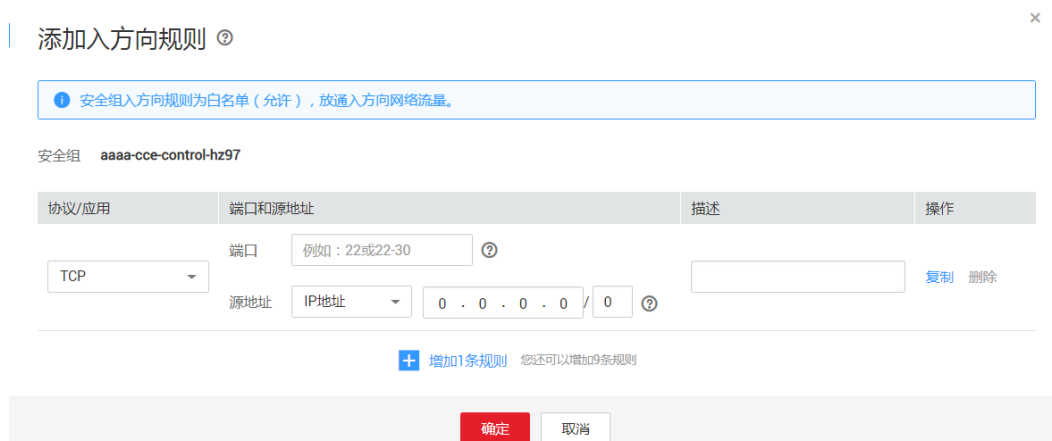 添加入方向规则
安全组入方向规则为白名单（允许），放通入方向网络流量。
安全组 aaaa-cce-control-hz97
协议/应用 端口和源地址 描述 操作
端口 例如：22或22-30
TCP 复制 删除
源地址 IP地址 0 . 0 . 0 . 0 / 0
增加1条规则 您还可以增加9条规则
确定 取消